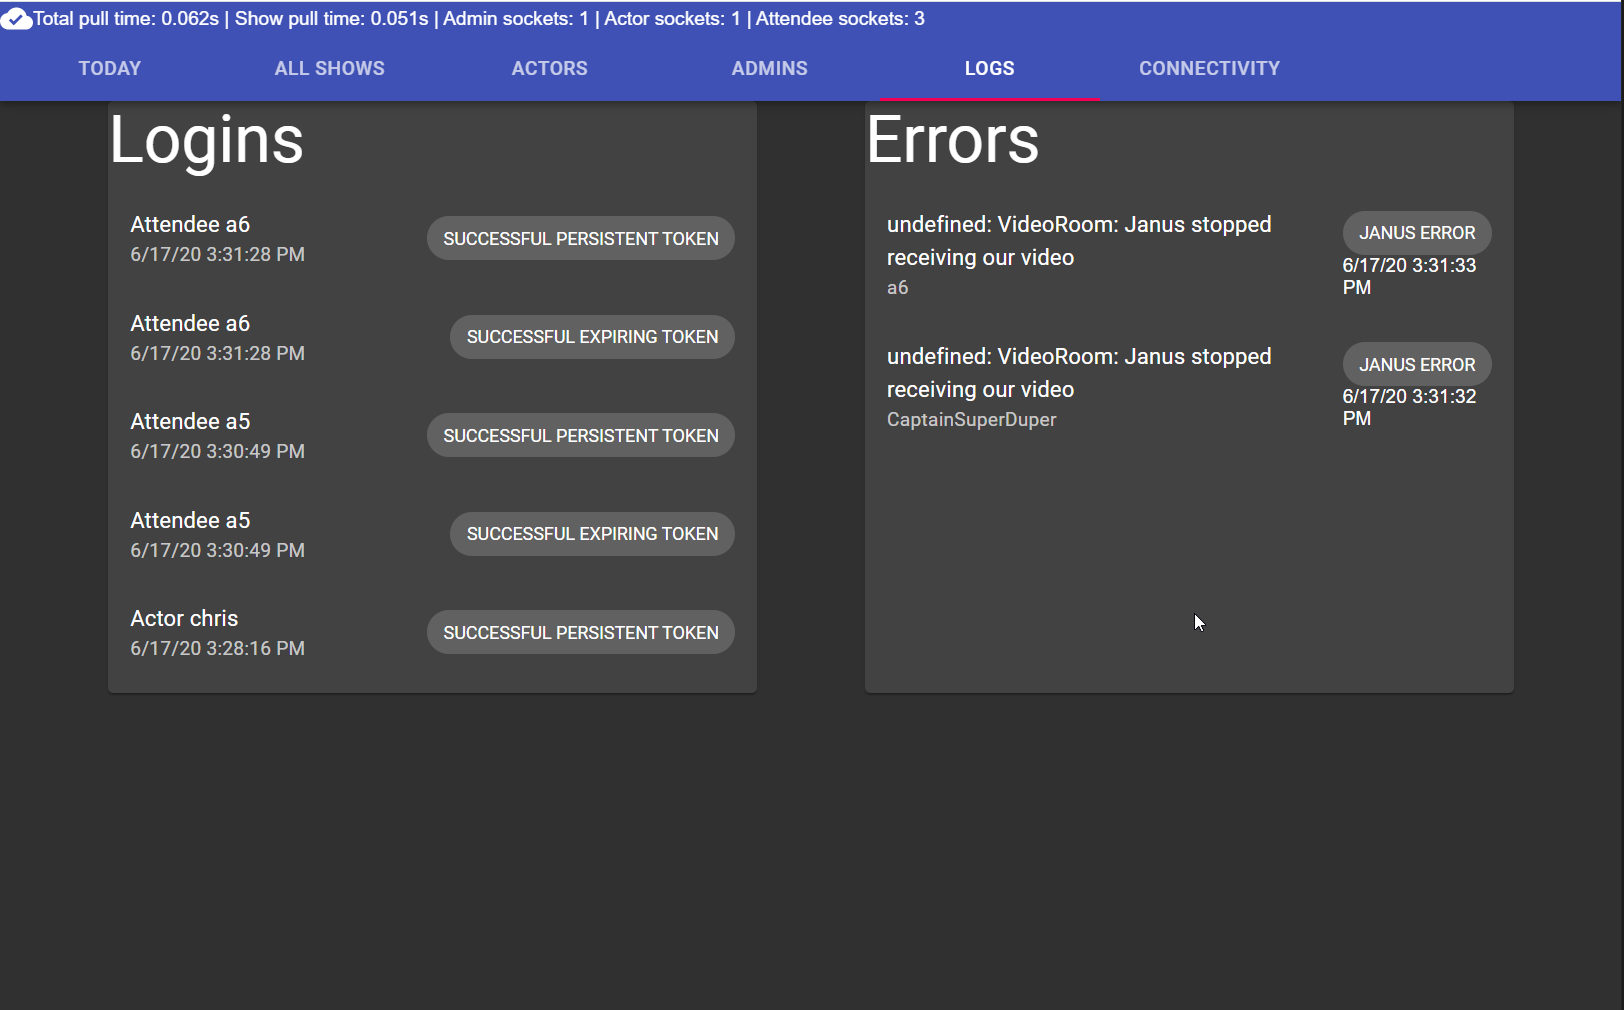 Total pull time: 0.062s | Show pull time: 0.051s | Admin sockets: 1 | Actor sockets: 1 | Attendee sockets: 3
TODAY ALL SHOWS ACTORS ADMINS LOGS CONNECTIVITY
Logins
Attendee a6
6/17/20 3:31:28 PM
SUCCESSFUL PERSISTENT TOKEN
Attendee a6
6/17/20 3:31:28 PM
SUCCESSFUL EXPIRING TOKEN
Attendee a5
6/17/20 3:30:49 PM
SUCCESSFUL PERSISTENT TOKEN
Attendee a5
6/17/20 3:30:49 PM
SUCCESSFUL EXPIRING TOKEN
Actor chris
6/17/20 3:28:16 PM
SUCCESSFUL PERSISTENT TOKEN
Errors
undefined: VideoRoom: Janus stopped
receiving our video
a6
JANUS ERROR
6/17/20 3:31:33
PM
undefined: VideoRoom: Janus stopped
receiving our video
CaptainSuperDuper
JANUS ERROR
6/17/20 3:31:32
PM